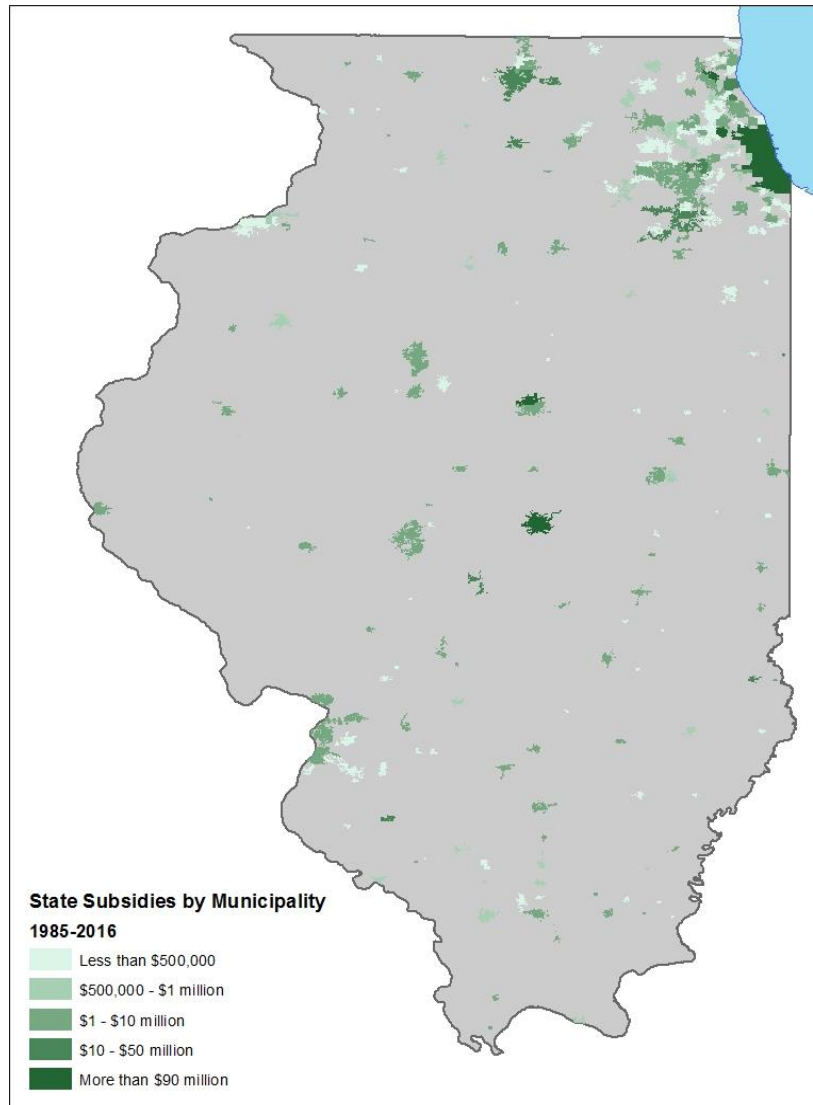 State Subsidies by Municipality
1985-2016
Less than $500,000
$500,000 - $1 million
$1 - $10 million
$10 - $50 million
More than $90 million